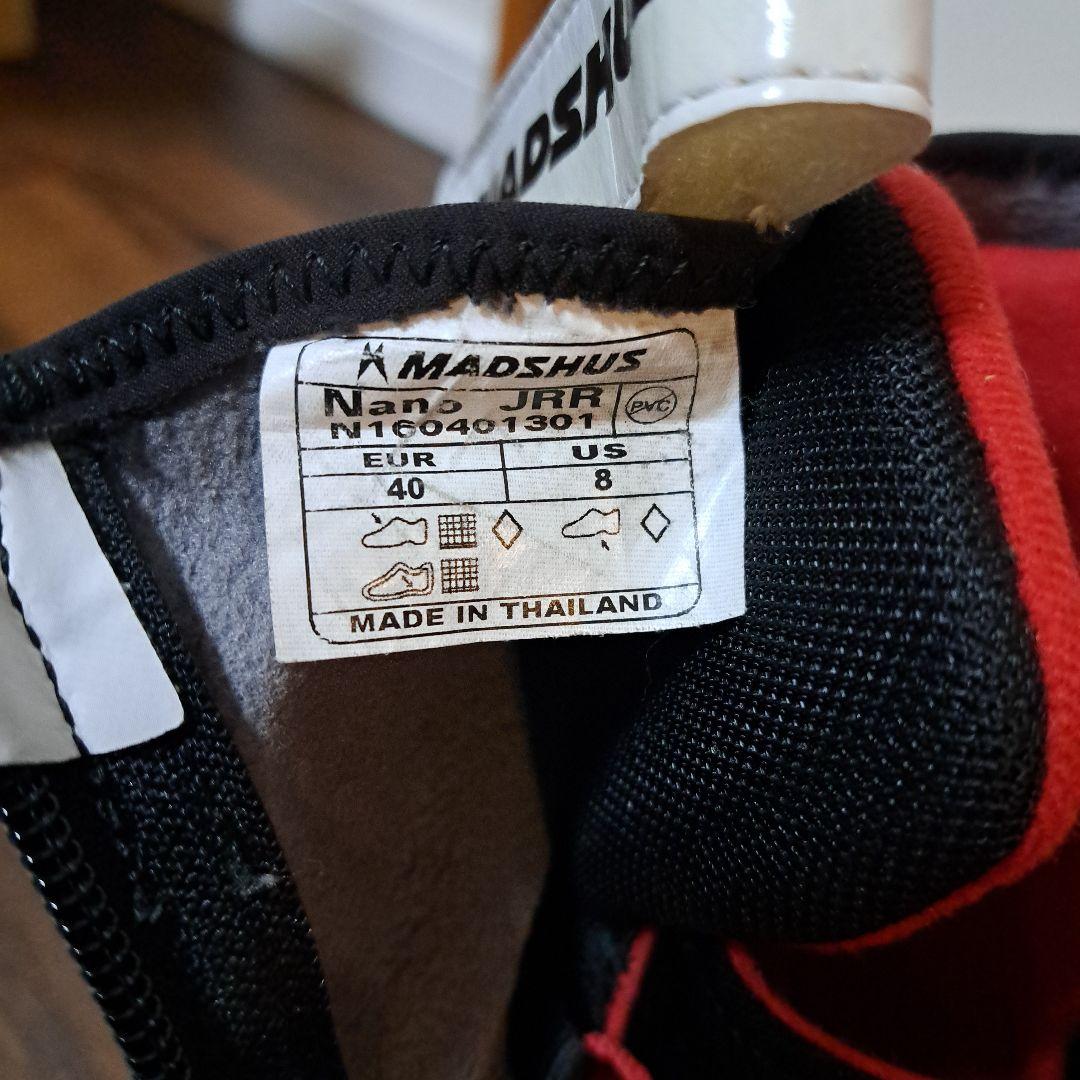 MADSHU
MADSHUS
Nano JRR
N160401301
PVC
EUR US
40 8
MADE IN THAILAND